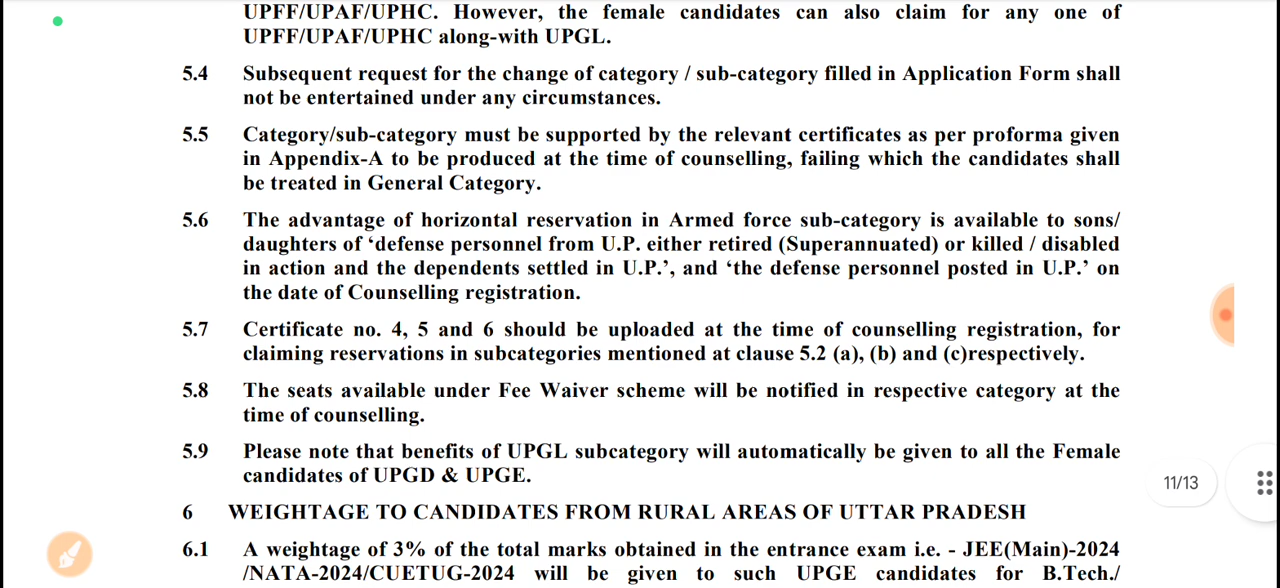 UPFF/UPAF/UPHC. However, the female candidates can also claim for any one of
UPFF/UPAF/UPHC along-with UPGL.
5.4 Subsequent request for the change of category / sub-category filled in Application Form shall
not be entertained under any circumstances.
5.5 Category/sub-category must be supported by the relevant certificates as per proforma given
in Appendix-A to be produced at the time of counselling, failing which the candidates shall
be treated in General Category.
5.6 The advantage of horizontal reservation in Armed force sub-category is available to sons/
daughters of ‘defense personnel from U.P. either retired (Superannuated) or killed / disabled
in action and the dependents settled in U.P.’, and ‘the defense personnel posted in U.P.’ on
the date of Counselling registration.
5.7 Certificate no. 4, 5 and 6 should be uploaded at the time of counselling registration, for
claiming reservations in subcategories mentioned at clause 5.2 (a), (b) and (c)respectively.
5.8 The seats available under Fee Waiver scheme will be notified in respective category at the
time of counselling.
5.9 Please note that benefits of UPGL subcategory will automatically be given to all the Female
candidates of UPGD & UPGE.
11/13
6 WEIGHTAGE TO CANDIDATES FROM RURAL AREAS OF UTTAR PRADESH
6.1 A weightage of 3% of the total marks obtained in the entrance exam i.e. - JEE(Main)-2024
/NATA-2024/CUETUG-2024 will be given to such UPGE candidates for B.Tech./